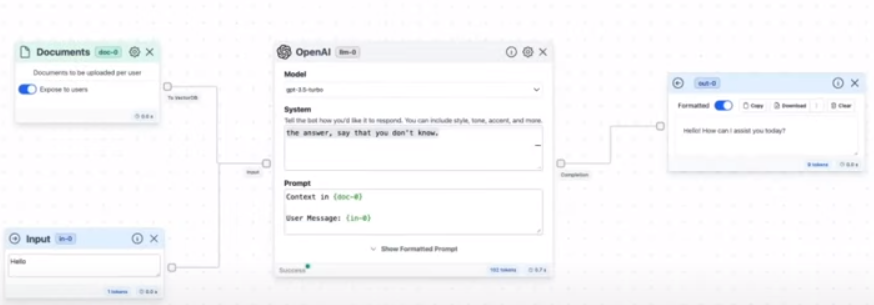 Documents doc-0
Documents to be uploaded per user
Expose to users
0.0 s
To VectorDB
Input in-0
Hello
1 tokens 0.0 s
Input
OpenAI llm-0
Model
gpt-3.5-turbo
System
Tell the bot how you'd like it to respond. You can include style, tone, accent, and more.
the answer, say that you don't know.
Prompt
Context in {doc-0}
User Message: {in-0}
Show Formatted Prompt
Success
152 tokens 0.7 s
Completion
out-0
Formatted Copy Download Clear
Hello! How can I assist you today?
9 tokens 0.0 s